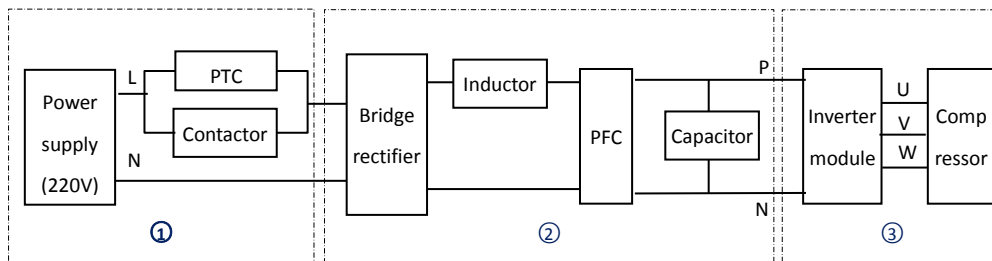 Power
supply
(220V)
L
N
PTC
Contactor
①
Bridge
rectifier
Inductor
PFC
Capacitor
P
N
②
Inverter
module
U
V
W
Comp
ressor
③